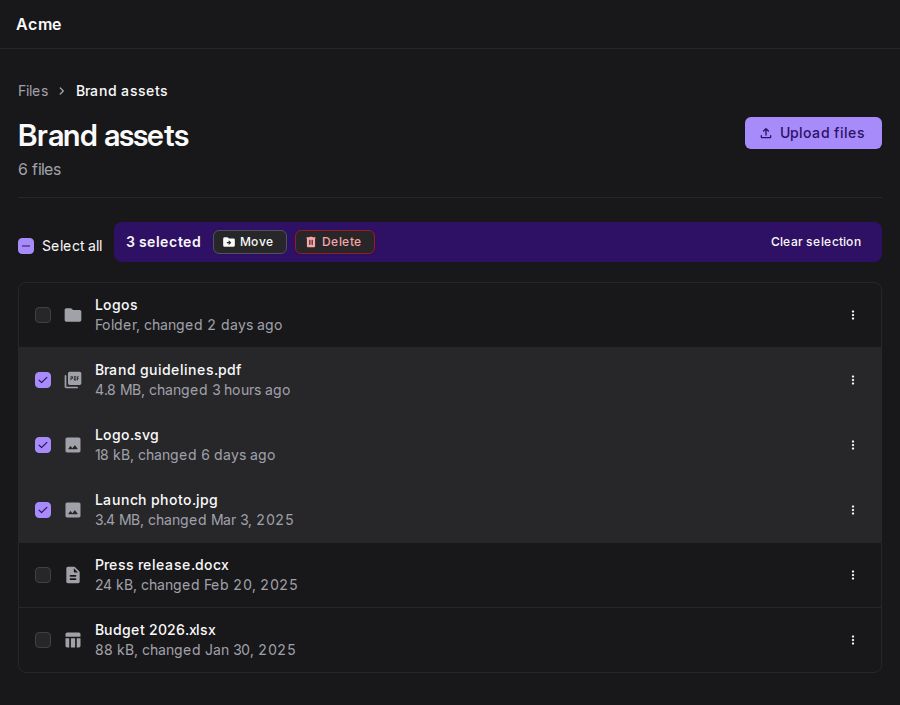 Acme
Files > Brand assets
Brand assets
Upload files
6 files
Select all
3 selected Move Delete Clear selection
Logos
Folder, changed 2 days ago
Brand guidelines.pdf
4.8 MB, changed 3 hours ago
Logo.svg
18 kB, changed 6 days ago
Launch photo.jpg
3.4 MB, changed Mar 3, 2025
Press release.docx
24 kB, changed Feb 20, 2025
Budget 2026.xlsx
88 kB, changed Jan 30, 2025